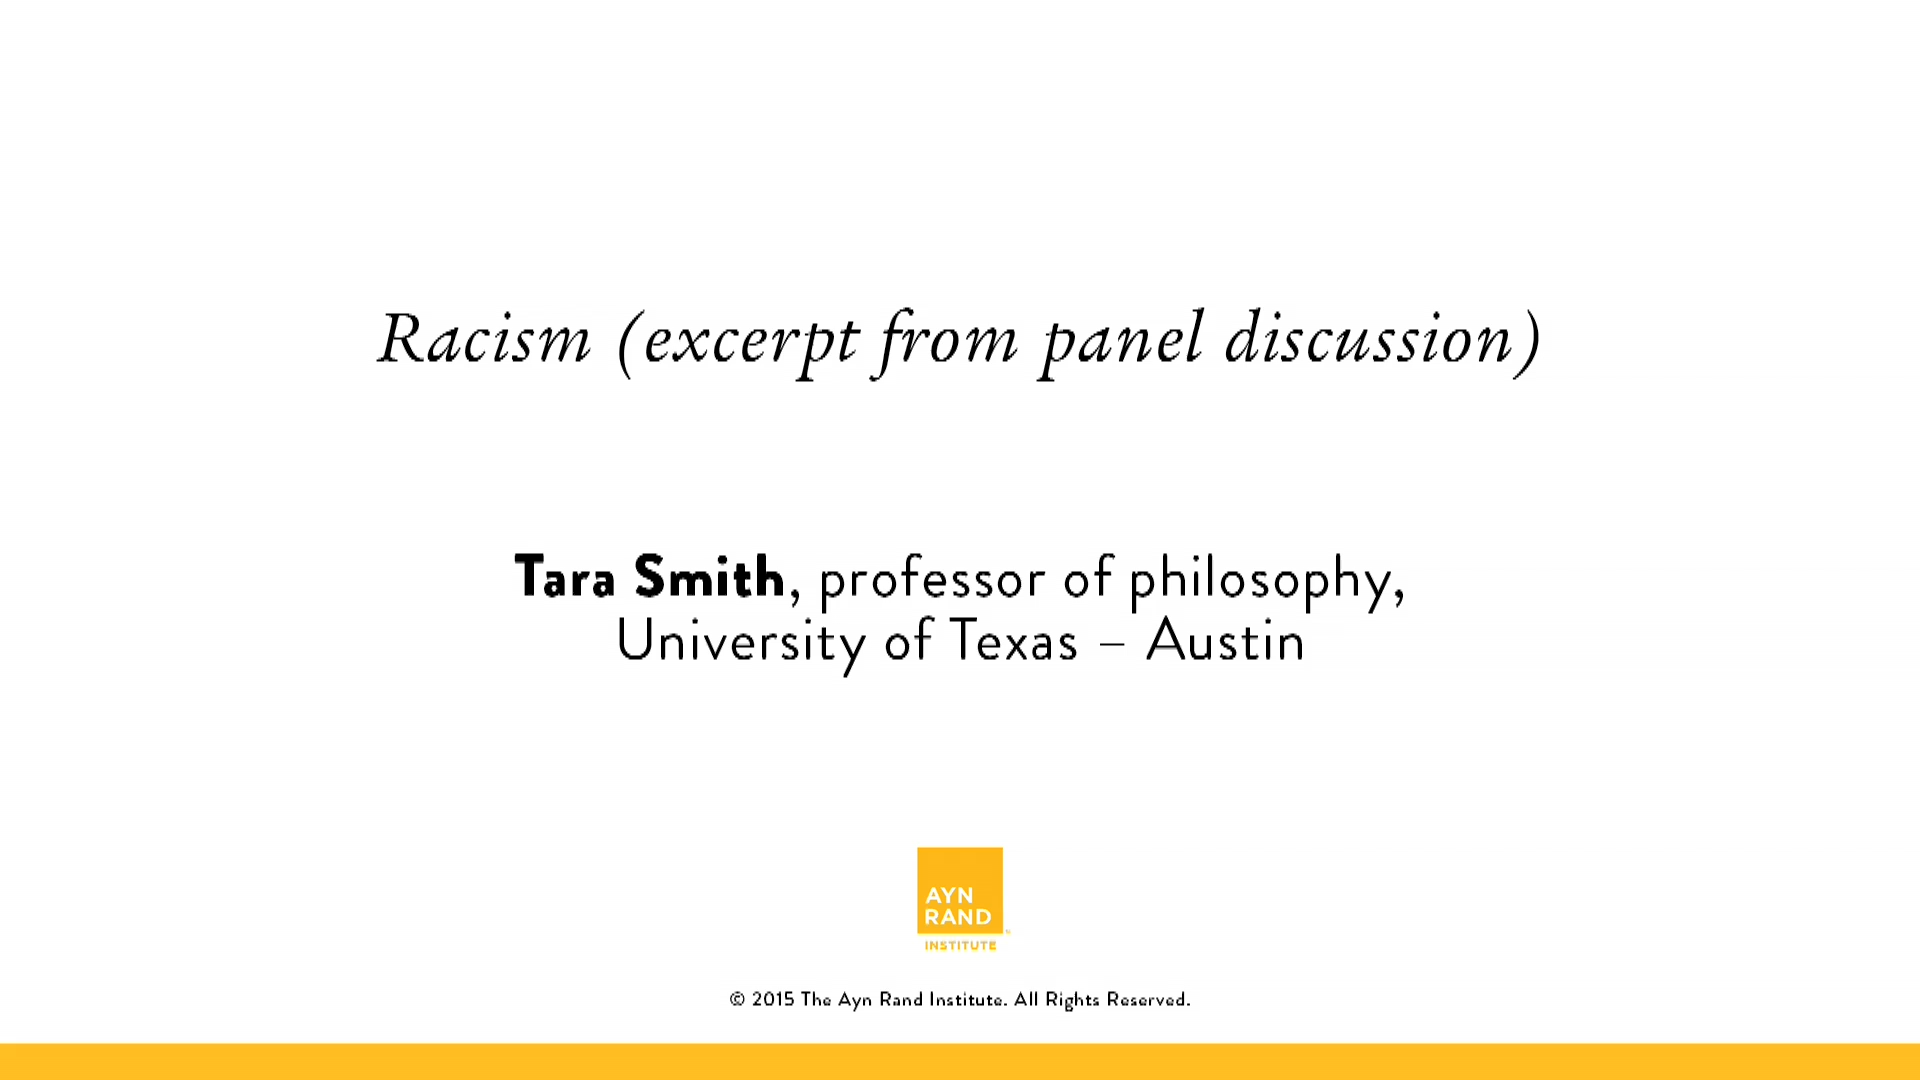 Racism (excerpt from panel discussion)
Tara Smith, professor of philosophy,
University of Texas – Austin
AYN
RAND
INSTITUTE
© 2015 The Ayn Rand Institute. All Rights Reserved.